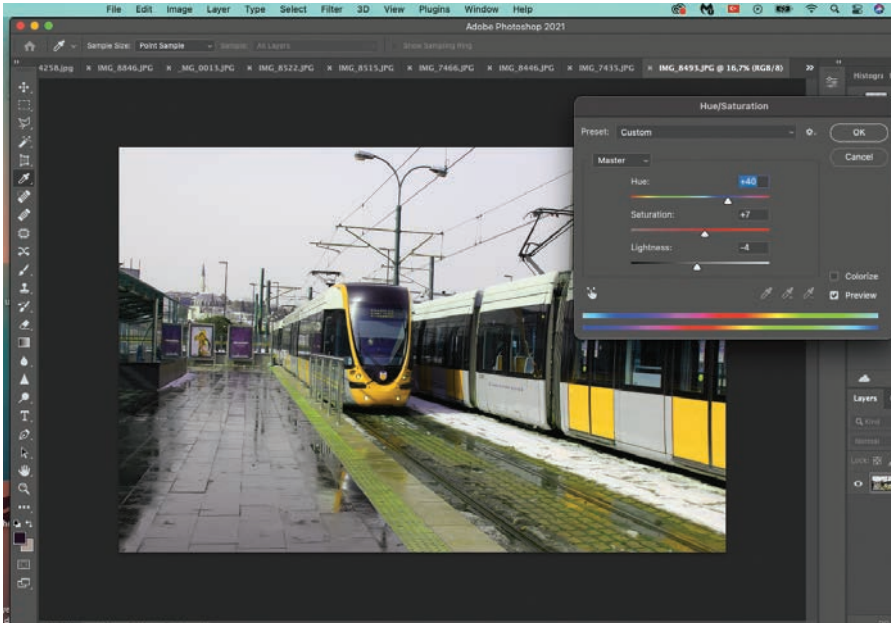 File Edit Image Layer Type Select Filter 3D View Plugins Window Help
Adobe Photoshop 2021
Sample Size: Point Sample Sample: All Layers Show Sampling Ring
4258.jpg × IMG_8846.JPG × _MG_0013.JPG × IMG_8522.JPG × IMG_8515.JPG × IMG_7466.JPG × IMG_8446.JPG × IMG_7435.JPG × IMG_8493.JPG @ 16,7% (RGB/8) »
Histogra
Hue/Saturation
Preset: Custom
OK
Cancel
Master
Hue: +40
Saturation: +7
Lightness: -4
Colorize
Preview
Layers
Kind
Normal
Lock: